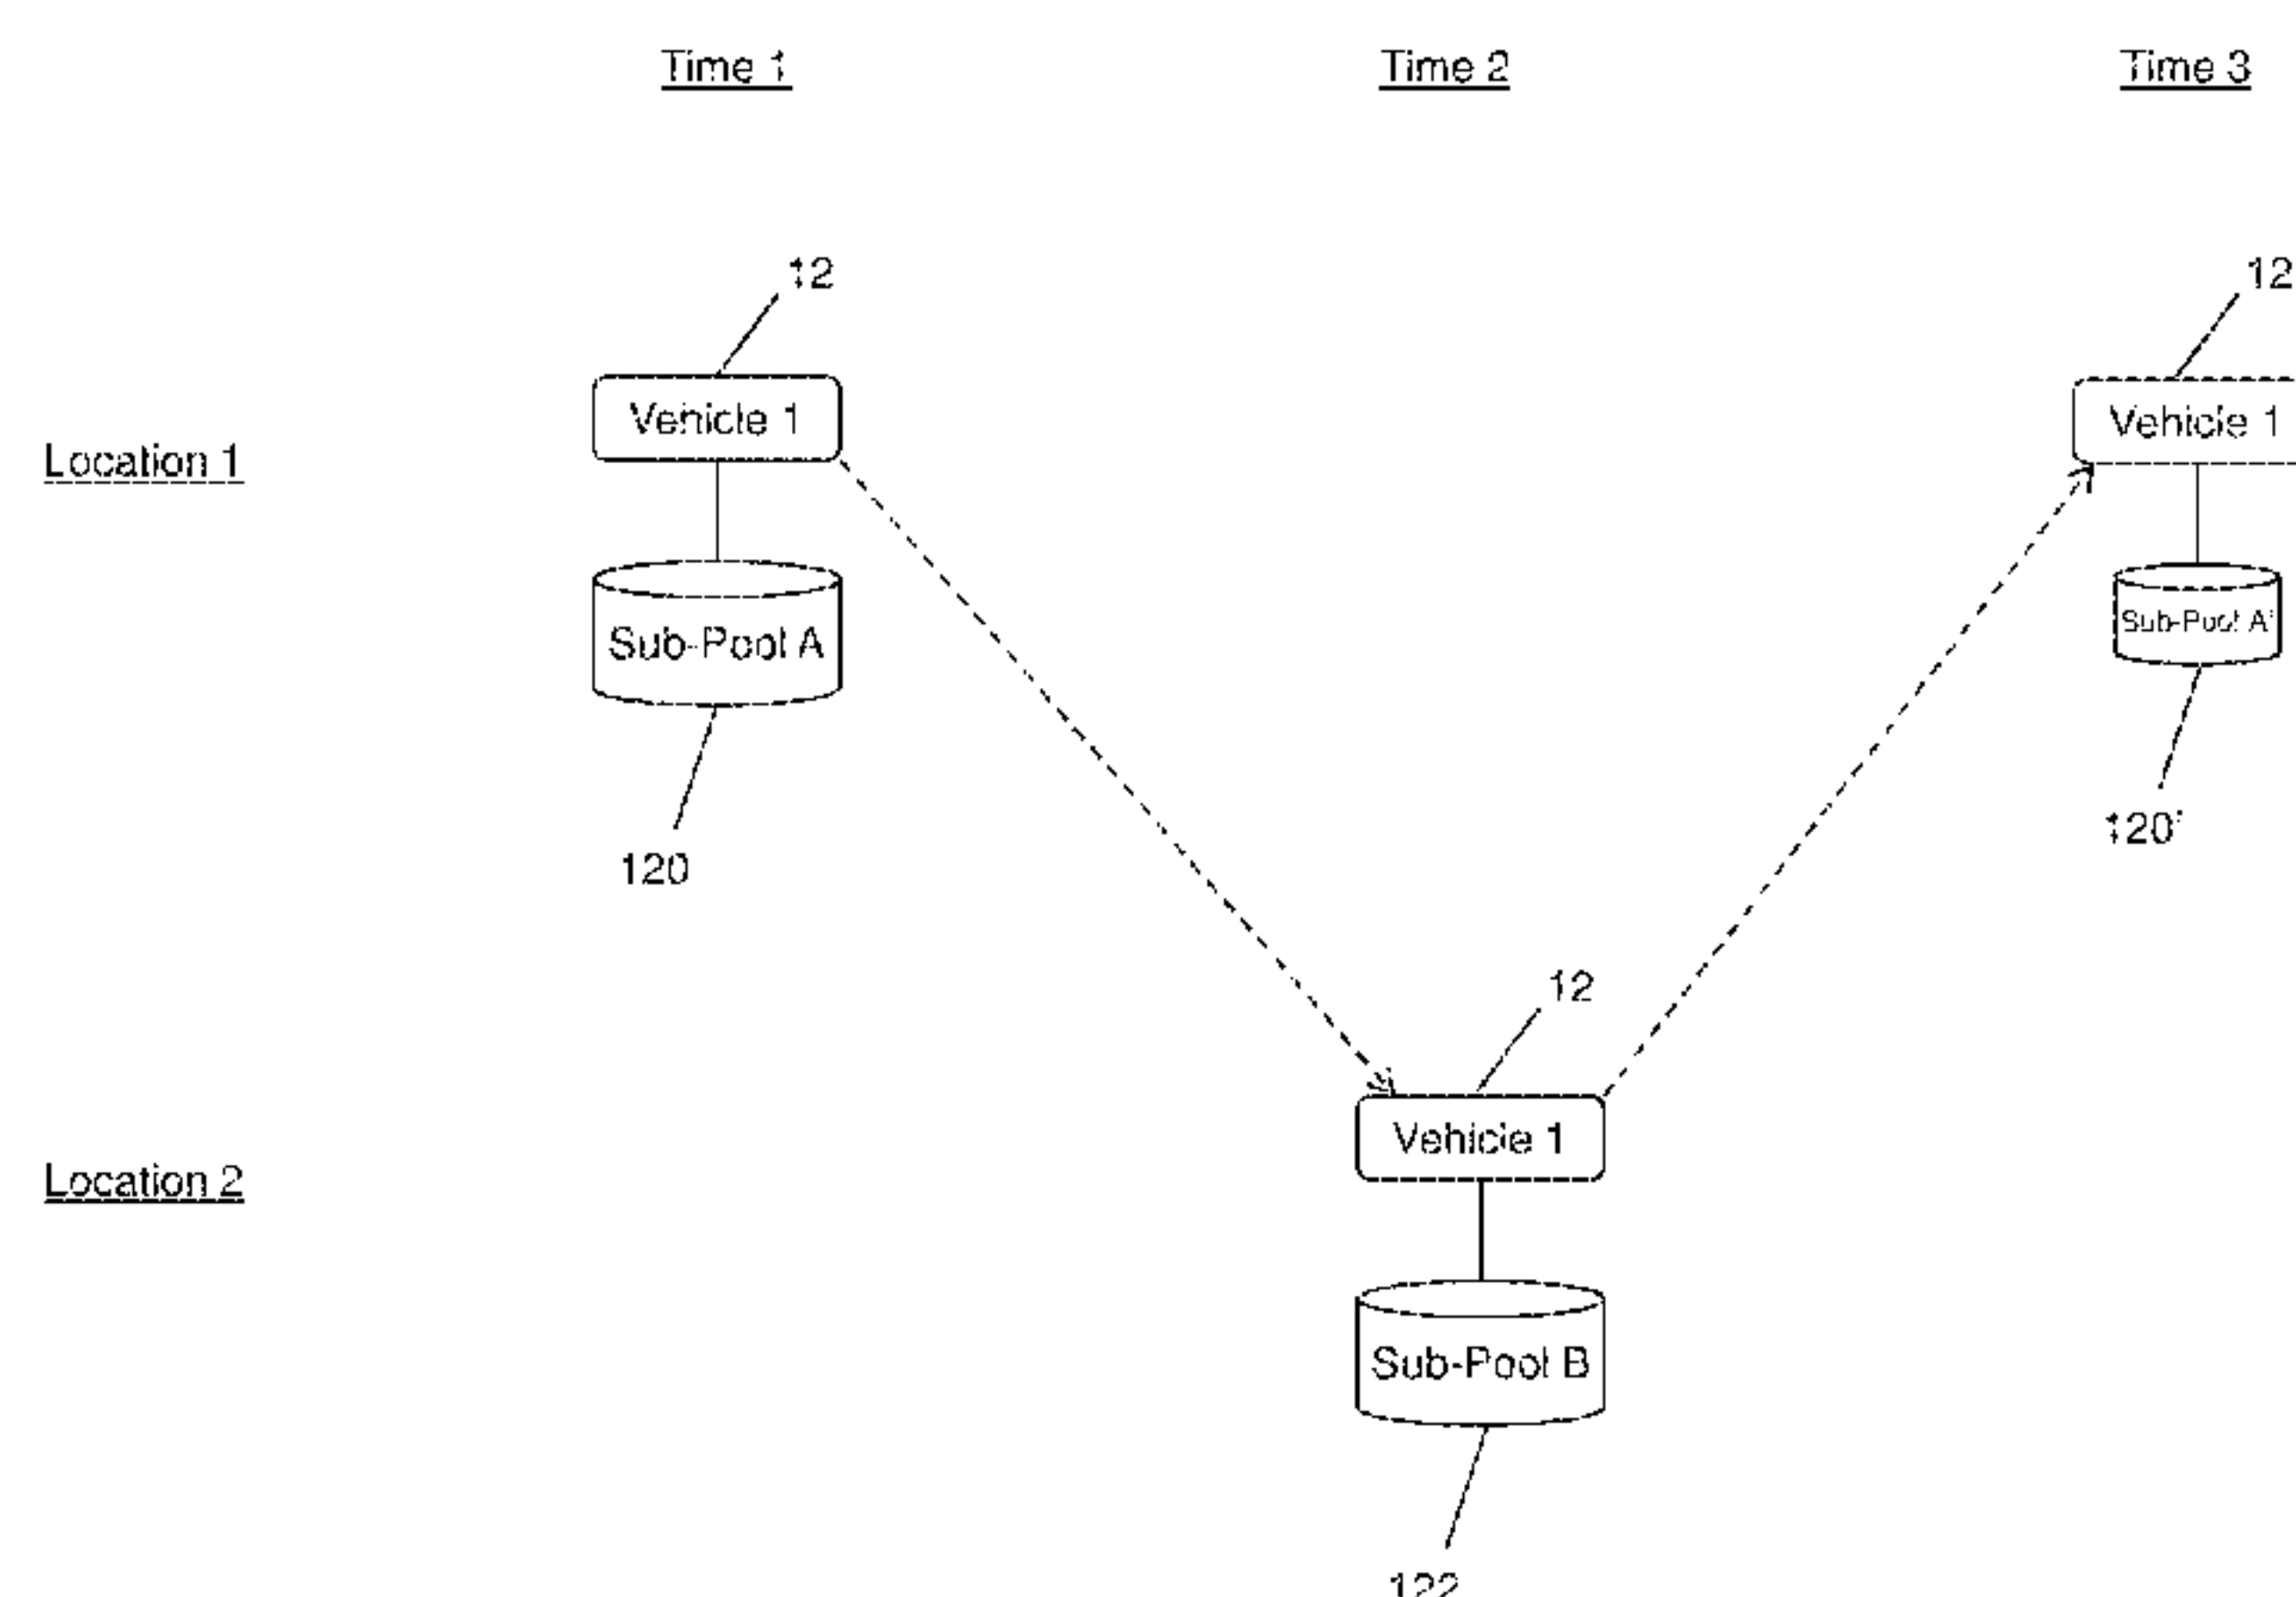 Time 1
Time 2
Time 3
12
12
Vehicle 1
Vehicle 1
Location 1
Sub-Pool A
Sub-Pool A'
120'
120
12
Vehicle 1
Location 2
Sub-Pool B
122